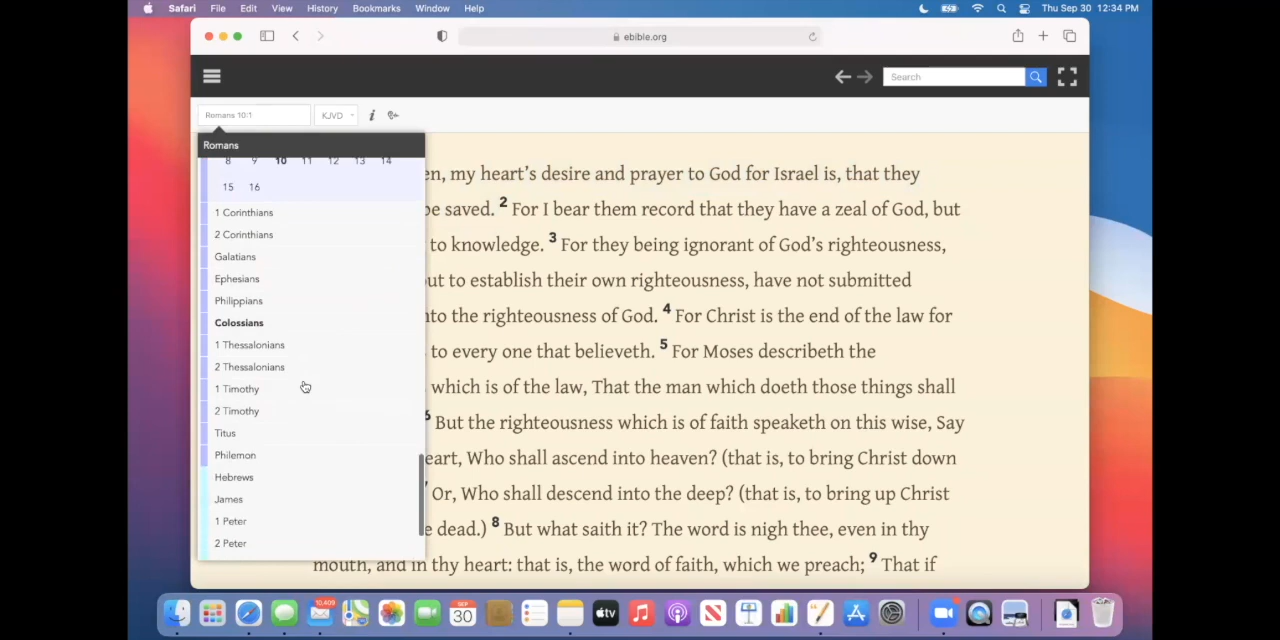 Safari File Edit View History Bookmarks Window Help Thu Sep 30 12:34 PM
ebible.org
Search
Romans 10:1 KJVD
Romans
8 9 10 11 12 13 14
15 16
1 Corinthians
2 Corinthians
Galatians
Ephesians
Philippians
Colossians
1 Thessalonians
2 Thessalonians
1 Timothy
2 Timothy
Titus
Philemon
Hebrews
James
1 Peter
2 Peter
en, my heart's desire and prayer to God for Israel is, that they
be saved. 2 For I bear them record that they have a zeal of God, but
to knowledge. 3 For they being ignorant of God's righteousness,
out to establish their own righteousness, have not submitted
nto the righteousness of God. 4 For Christ is the end of the law for
to every one that believeth. 5 For Moses describeth the
which is of the law, That the man which doeth those things shall
6 But the righteousness which is of faith speaketh on this wise, Say
eart, Who shall ascend into heaven? (that is, to bring Christ down
Or, Who shall descend into the deep? (that is, to bring up Christ
e dead.) 8 But what saith it? The word is nigh thee, even in thy
mouth, and in thy heart: that is, the word of faith, which we preach; 9 That if
10,409
SEP
30
tv